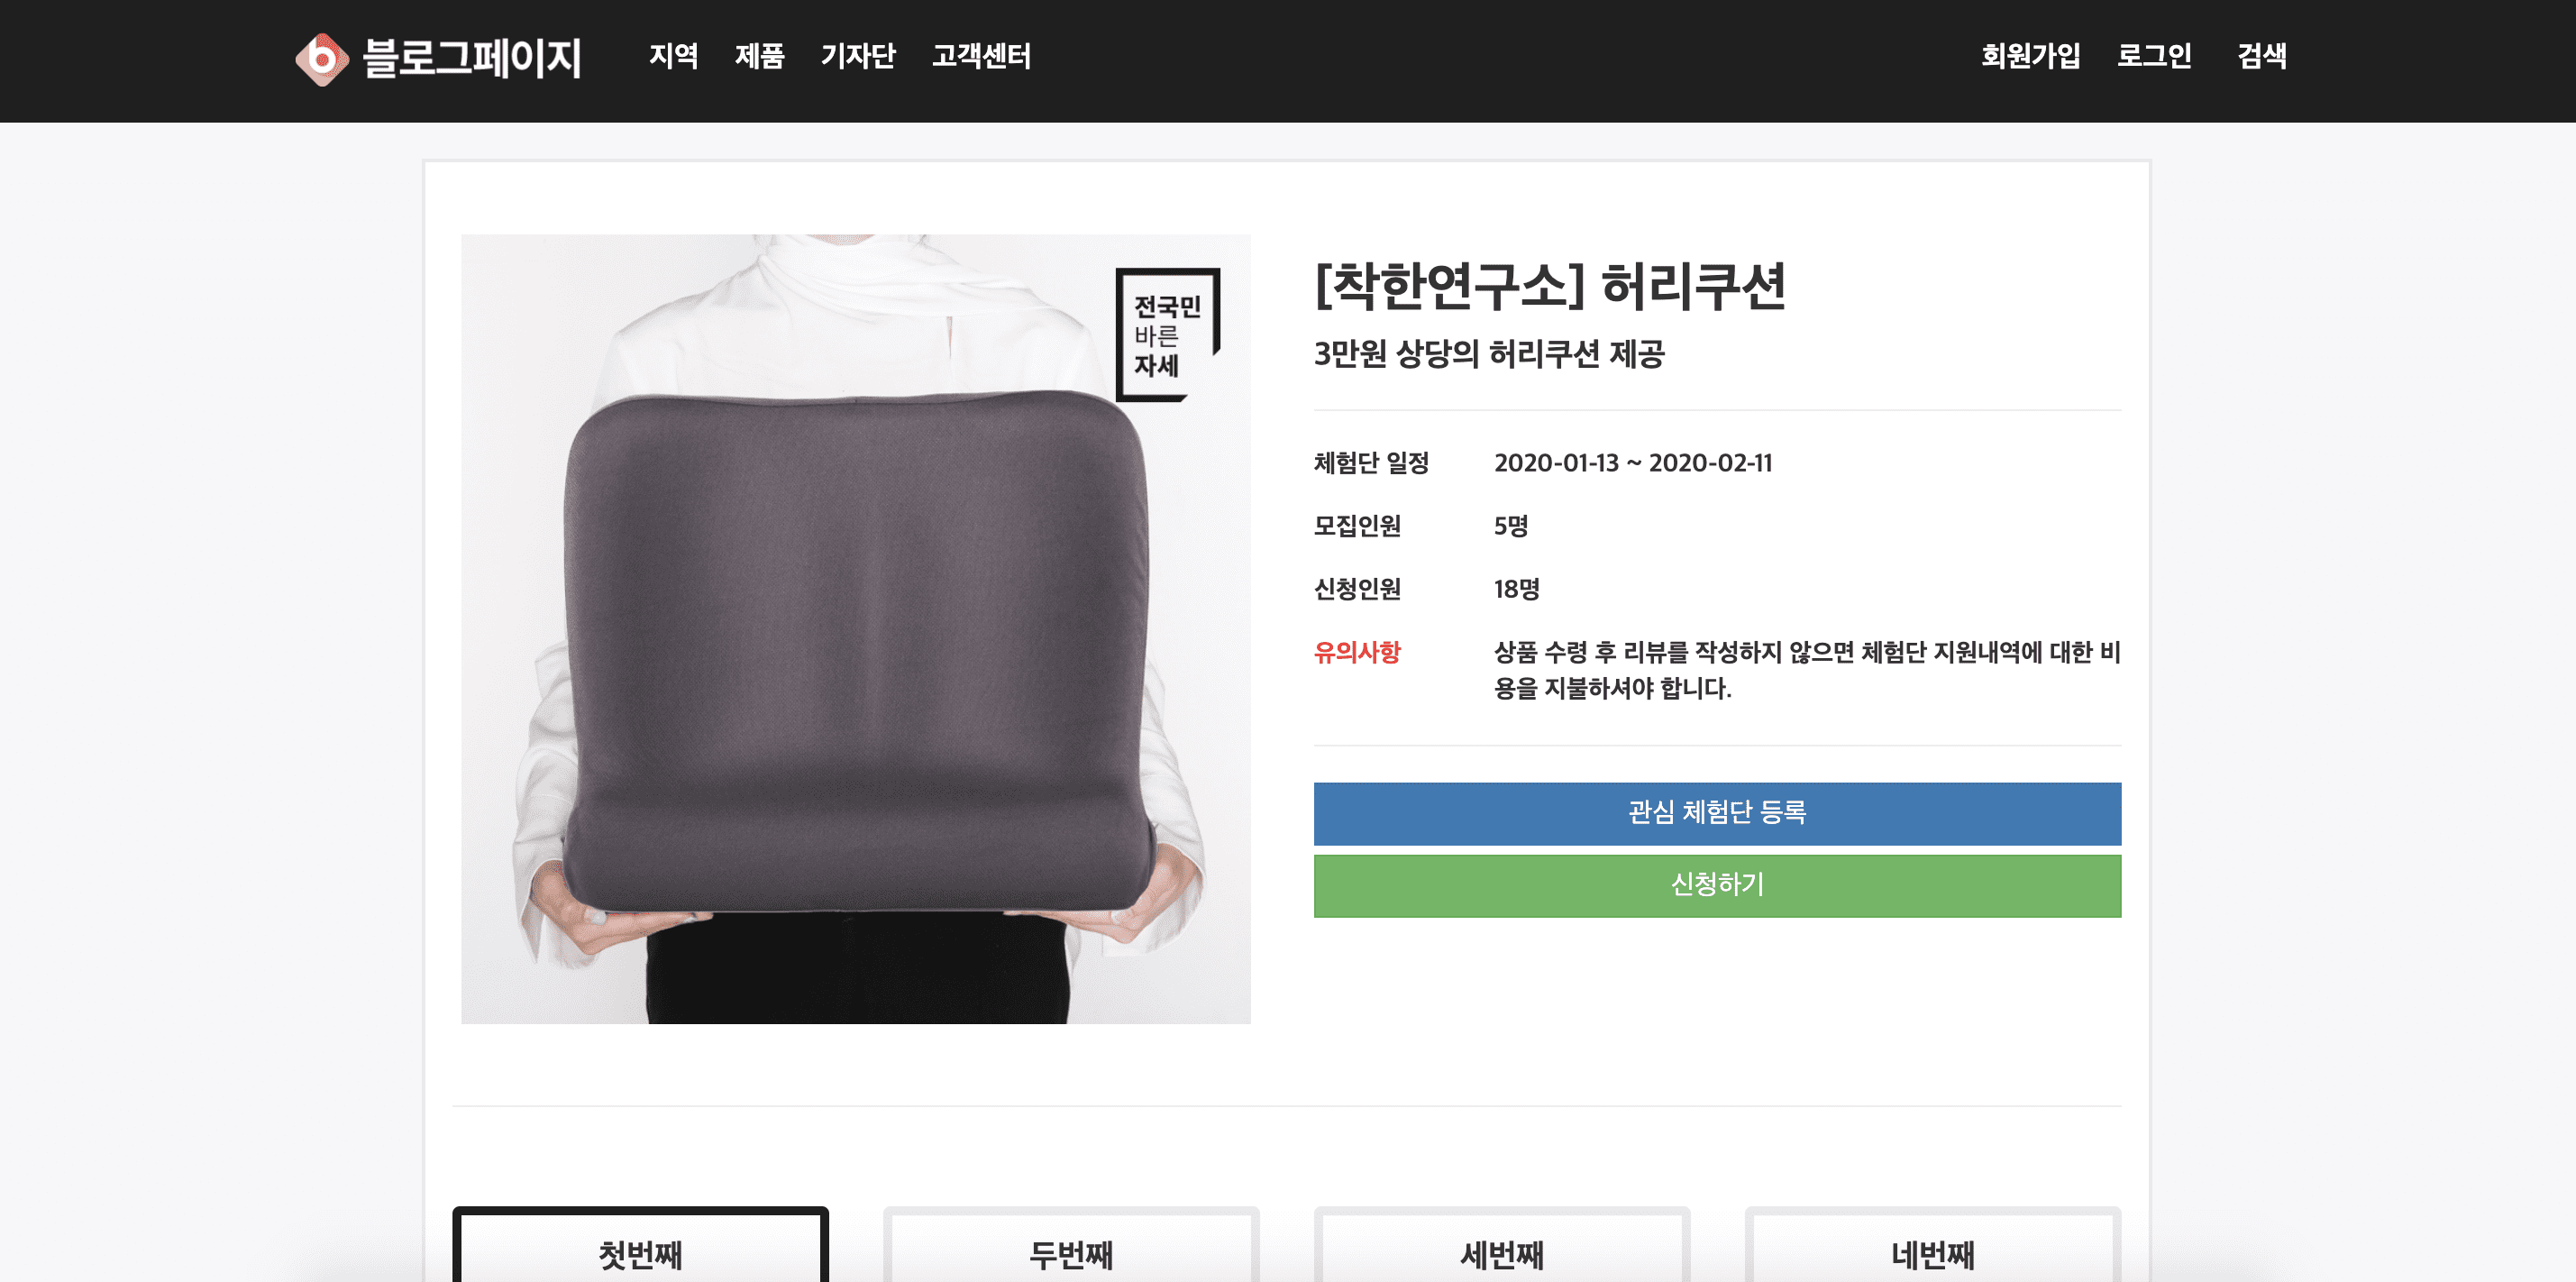 블로그페이지
지역 제품 기자단 고객센터
회원가입 로그인 검색
전국민
바른
자세
[착한연구소] 허리쿠션
3만원 상당의 허리쿠션 제공
체험단 일정 2020-01-13 ~ 2020-02-11
모집인원 5명
신청인원 18명
유의사항 상품 수령 후 리뷰를 작성하지 않으면 체험단 지원내역에 대한 비
용을 지불하셔야 합니다.
관심 체험단 등록
신청하기
첫번째 두번째 세번째 네번째